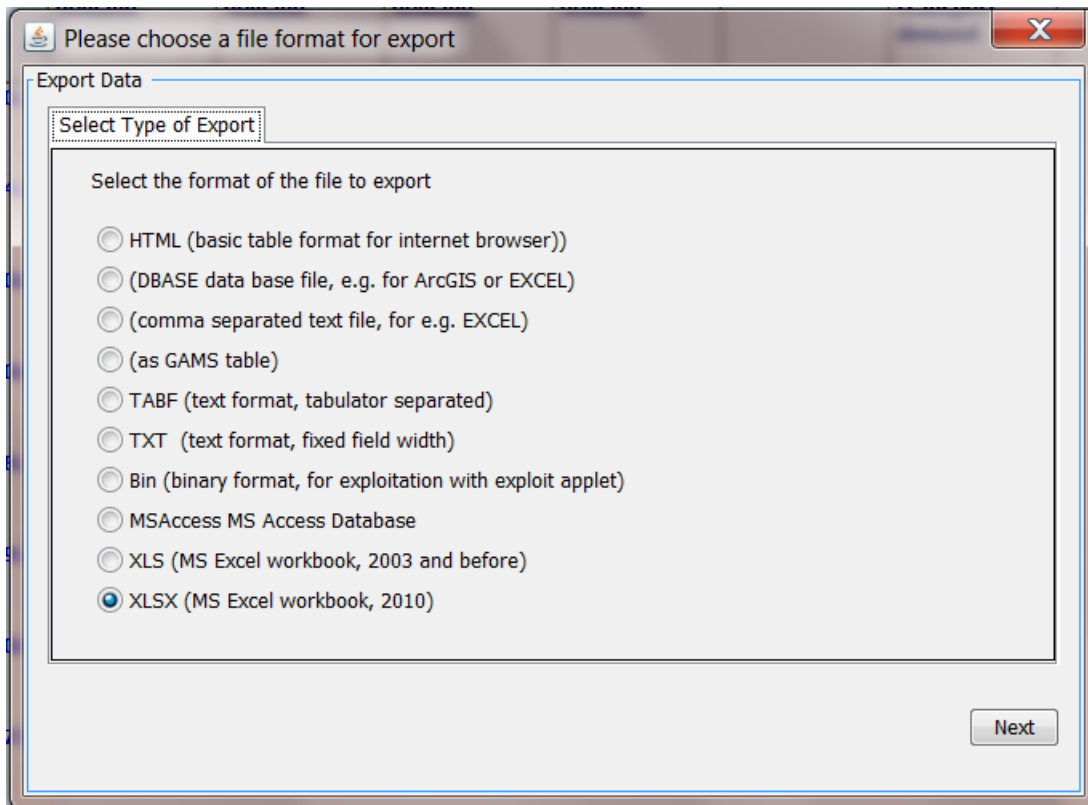 Please choose a file format for export
X
Export Data
Select Type of Export
Select the format of the file to export
HTML (basic table format for internet browser))
(DBASE data base file, e.g. for ArcGIS or EXCEL)
(comma separated text file, for e.g. EXCEL)
(as GAMS table)
TABF (text format, tabulator separated)
TXT (text format, fixed field width)
Bin (binary format, for exploitation with exploit applet)
MSAccess MS Access Database
XLS (MS Excel workbook, 2003 and before)
XLSX (MS Excel workbook, 2010)
Next